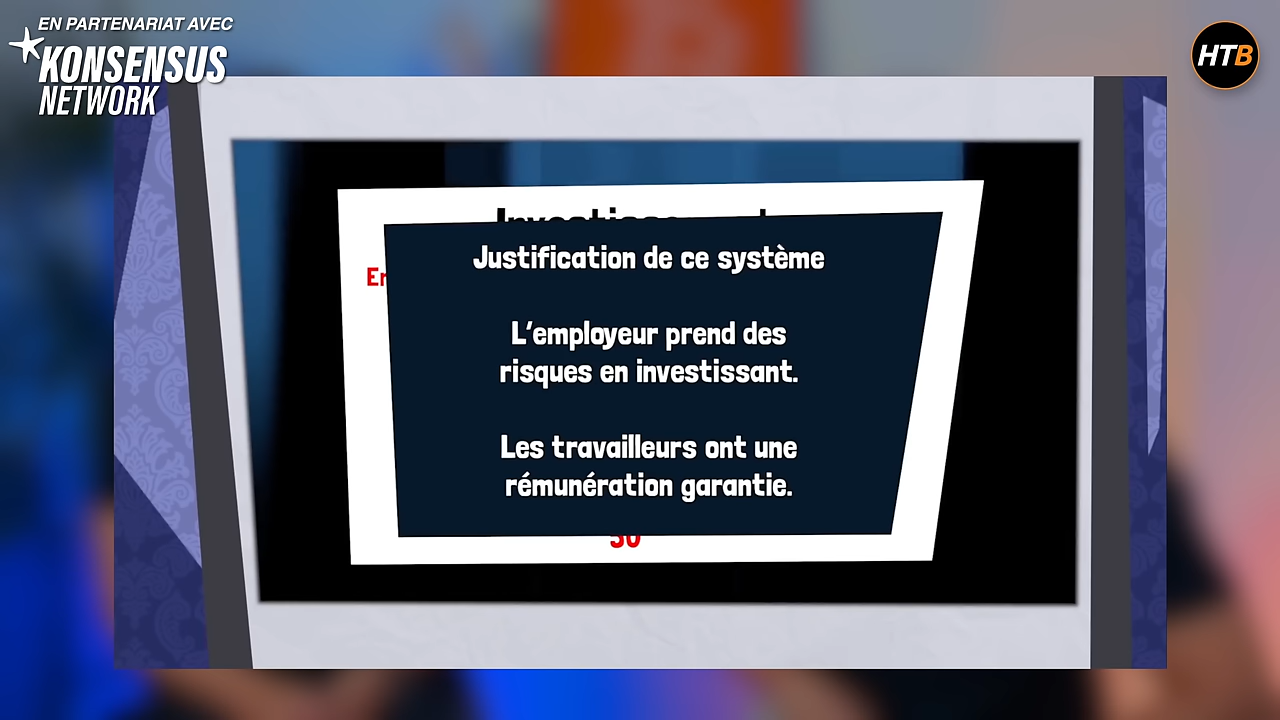 EN PARTENARIAT AVEC
KONSENSUS
NETWORK
HTB
Justification de ce système
L'employeur prend des
risques en investissant.
Les travailleurs ont une
rémunération garantie.